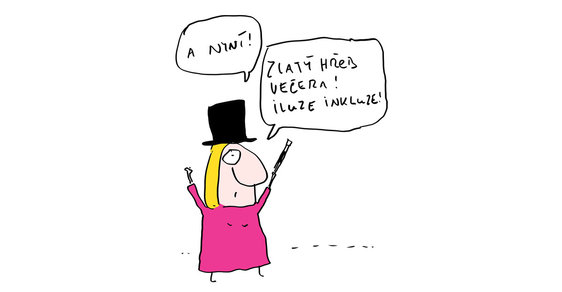 A NYNÍ!
ZLATÝ HŘEB
VEČERA!
ILUZE INKLUZE!